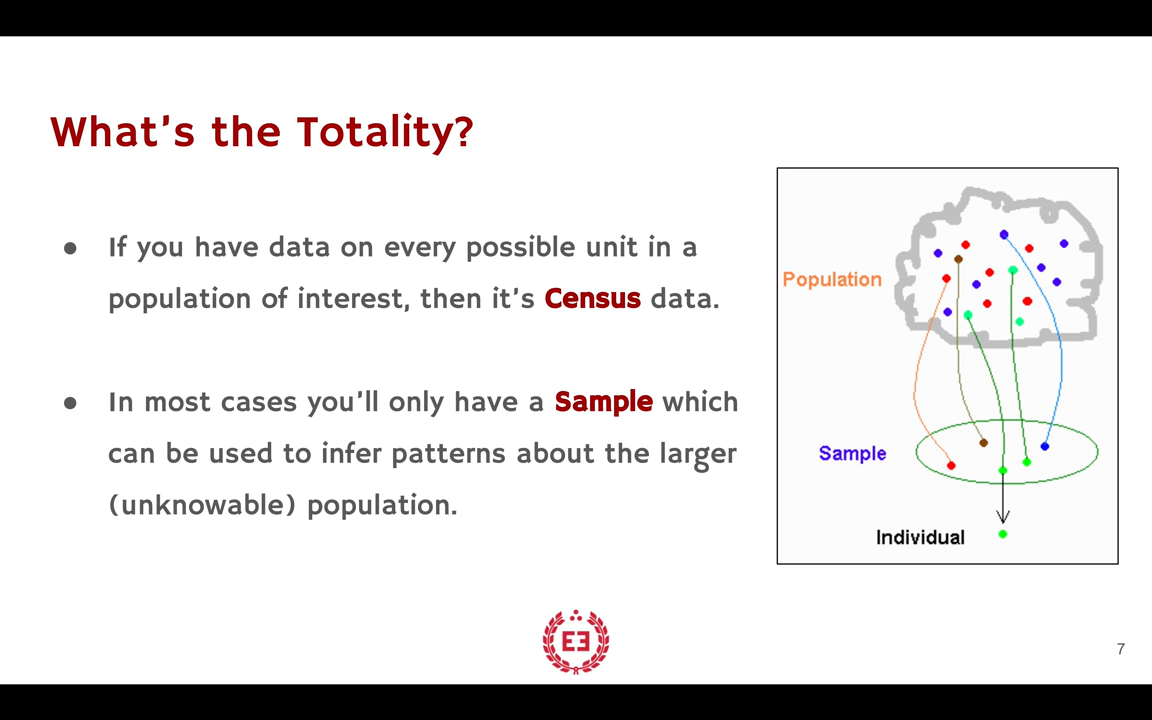 What's the Totality?
● If you have data on every possible unit in a
population of interest, then it's Census data.
● In most cases you'll only have a Sample which
can be used to infer patterns about the larger
(unknowable) population.
Population
Sample
Individual
E3
7